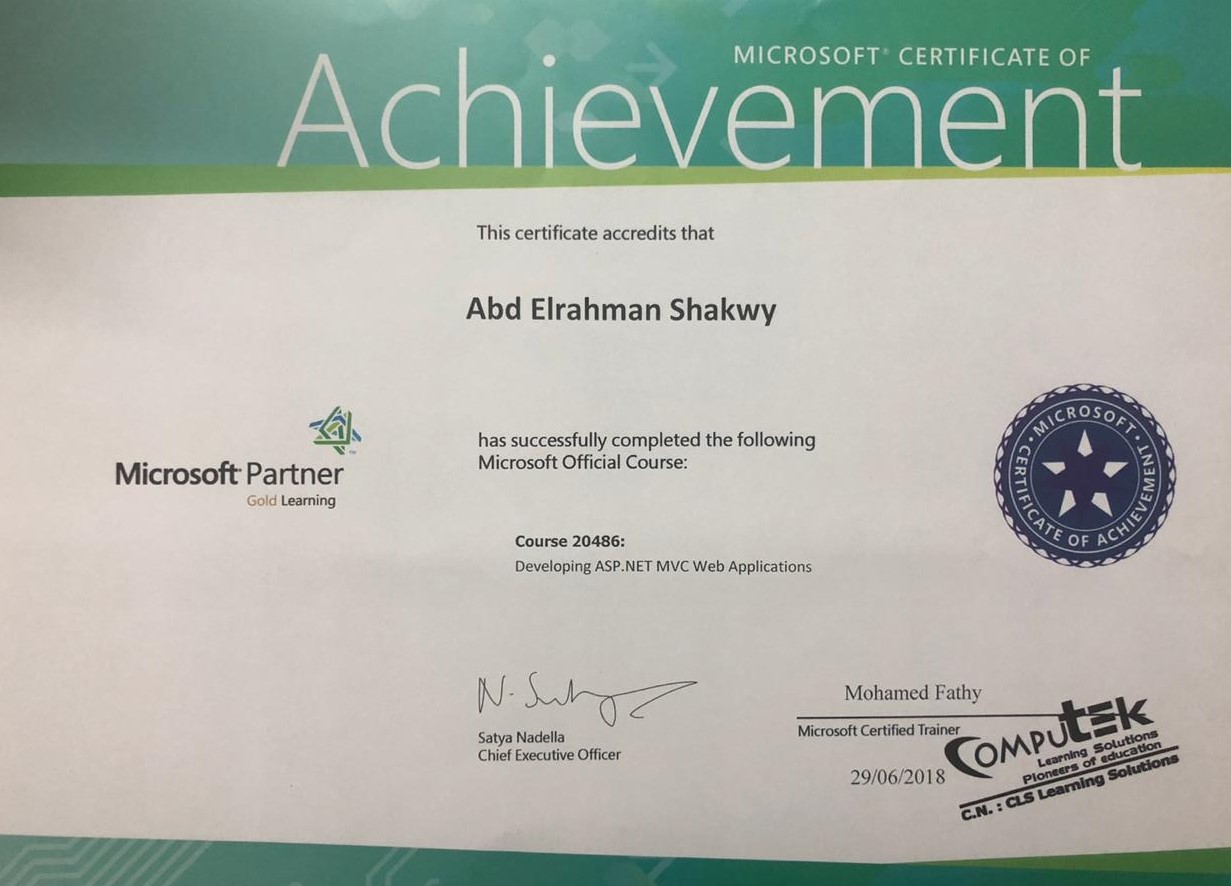 MICROSOFT® CERTIFICATE OF
Achievement
This certificate accredits that
Abd Elrahman Shakwy
Microsoft Partner
Gold Learning
has successfully completed the following
Microsoft Official Course:
MICROSOFT · CERTIFICATE OF ACHIEVEMENT ·
Course 20486:
Developing ASP.NET MVC Web Applications
Satya Nadella
Chief Executive Officer
Mohamed Fathy
Microsoft Certified Trainer
29/06/2018
COMPUtEk
Learning Solutions
Pioneers of education
C.N. : CLS Learning Solutions